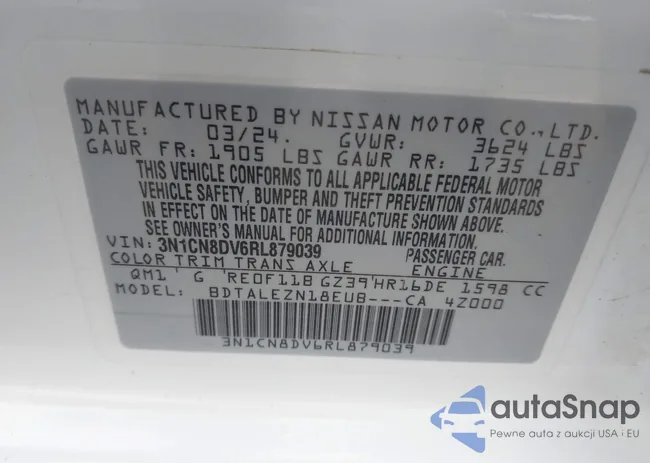 MANUFACTURED BY NISSAN MOTOR CO.,LTD.
DATE: 03/24. GVWR: 3624 LBS
GAWR FR: 1905 LBS GAWR RR: 1735 LBS
THIS VEHICLE CONFORMS TO ALL APPLICABLE FEDERAL MOTOR
VEHICLE SAFETY, BUMPER AND THEFT PREVENTION STANDARDS
IN EFFECT ON THE DATE OF MANUFACTURE SHOWN ABOVE.
SEE OWNER'S MANUAL FOR ADDITIONAL INFORMATION.
VIN: 3N1CN8DV6RL879039 PASSENGER CAR.
COLOR TRIM TRANS AXLE ENGINE
QM1 ' G 'RE0F11B GZ39'HR16DE 1598 CC
MODEL: BDTALEZN18EUB---CA 4Z000
3N1CN8DV6RL879039
autaSnap
Pewne auta z aukcji USA i EU